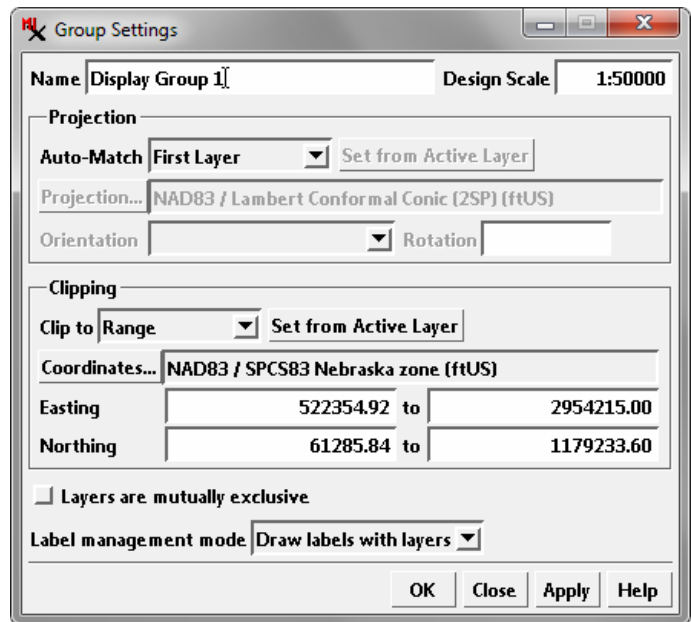 Group Settings
Name Display Group 1 Design Scale 1:50000
Projection
Auto-Match First Layer Set from Active Layer
Projection... NAD83 / Lambert Conformal Conic (2SP) (ftUS)
Orientation Rotation
Clipping
Clip to Range Set from Active Layer
Coordinates... NAD83 / SPCS83 Nebraska zone (ftUS)
Easting 522354.92 to 2954215.00
Northing 61285.84 to 1179233.60
Layers are mutually exclusive
Label management mode Draw labels with layers
OK Close Apply Help